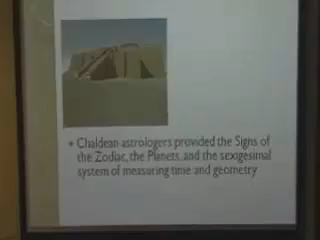 • Chaldean astrologers provided the Signs of
the Zodiac, the Planets, and the sexigesimal
system of measuring time and geometry